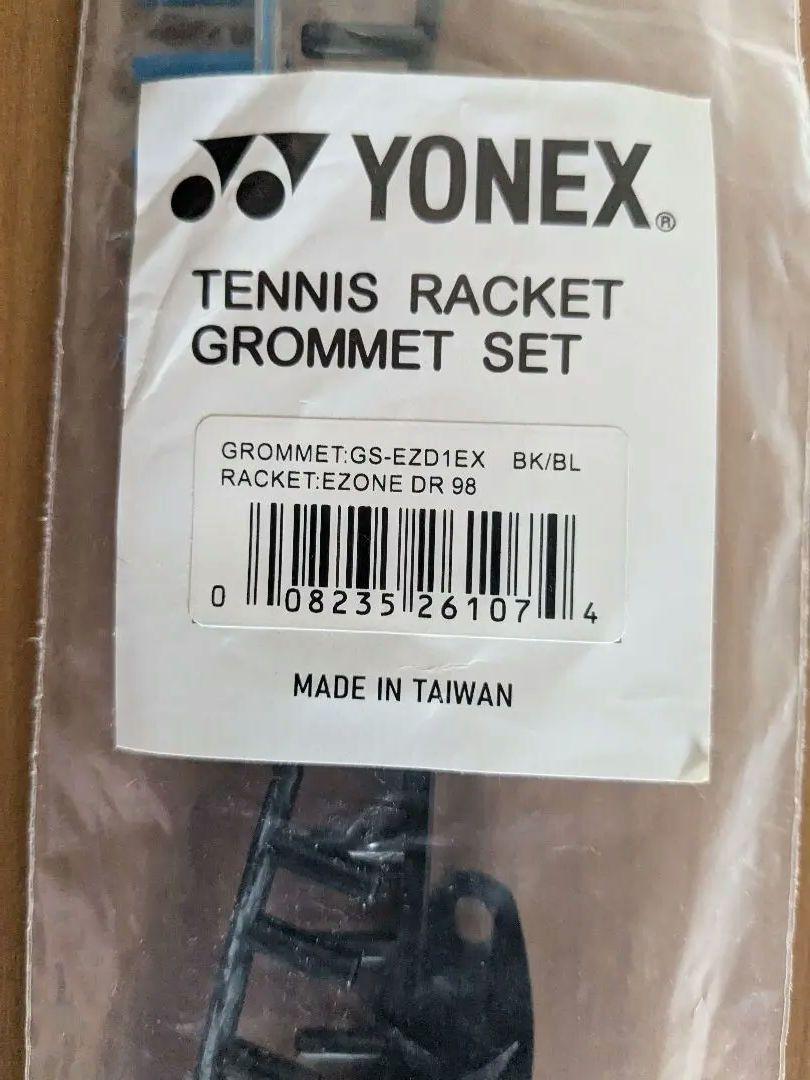 YONEX®
TENNIS RACKET
GROMMET SET
GROMMET:GS-EZD1EX BK/BL
RACKET:EZONE DR 98
0 08235 26107 4
MADE IN TAIWAN